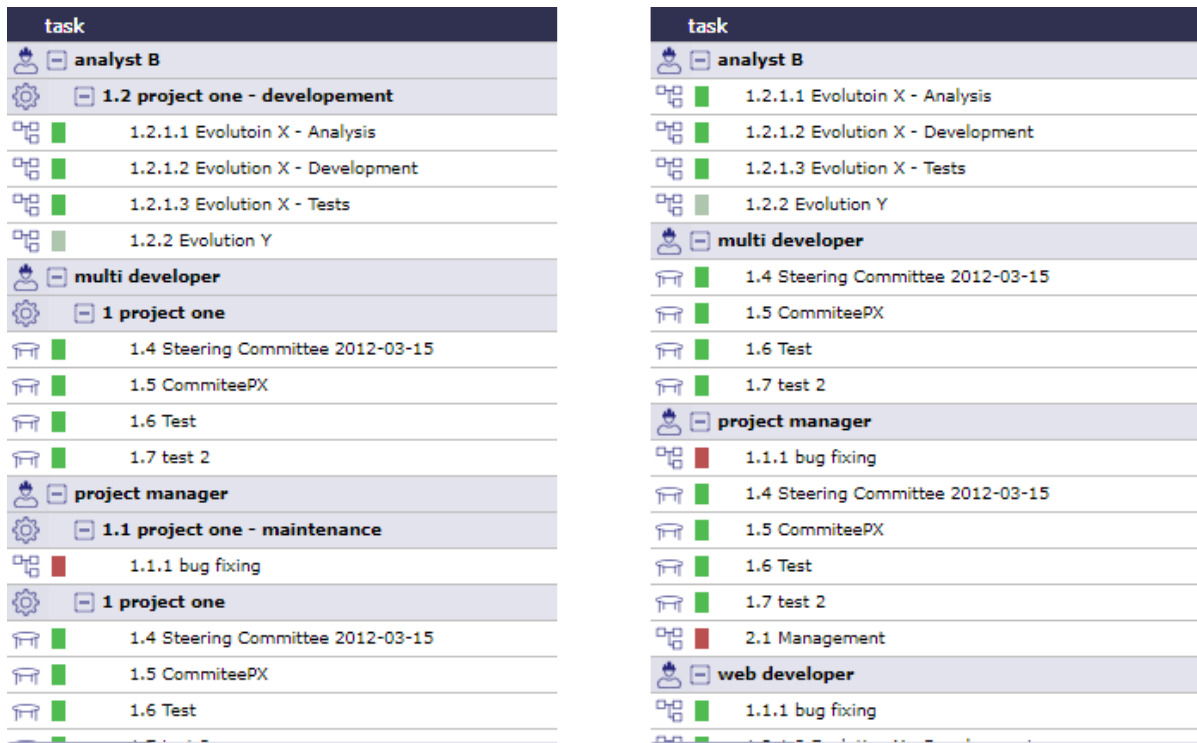 task
analyst B
1.2 project one - developement
1.2.1.1 Evolutoin X - Analysis
1.2.1.2 Evolution X - Development
1.2.1.3 Evolution X - Tests
1.2.2 Evolution Y
multi developer
1 project one
1.4 Steering Committee 2012-03-15
1.5 CommiteePX
1.6 Test
1.7 test 2
project manager
1.1 project one - maintenance
1.1.1 bug fixing
1 project one
1.4 Steering Committee 2012-03-15
1.5 CommiteePX
1.6 Test
task
analyst B
1.2.1.1 Evolutoin X - Analysis
1.2.1.2 Evolution X - Development
1.2.1.3 Evolution X - Tests
1.2.2 Evolution Y
multi developer
1.4 Steering Committee 2012-03-15
1.5 CommiteePX
1.6 Test
1.7 test 2
project manager
1.1.1 bug fixing
1.4 Steering Committee 2012-03-15
1.5 CommiteePX
1.6 Test
1.7 test 2
2.1 Management
web developer
1.1.1 bug fixing